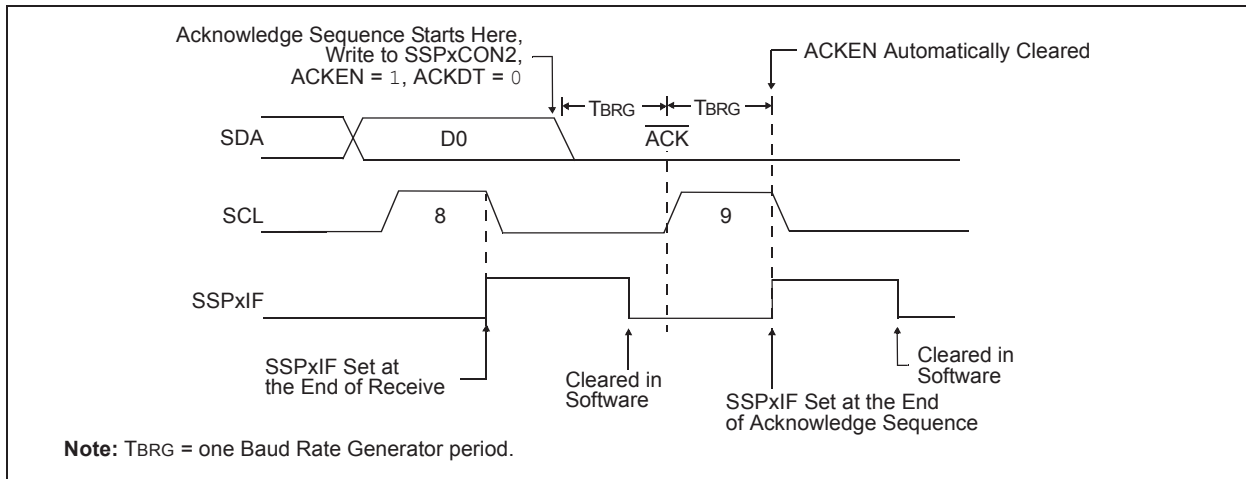 Acknowledge Sequence Starts Here,
Write to SSPxCON2,
ACKEN = 1, ACKDT = 0
ACKEN Automatically Cleared
TBRG
TBRG
SDA
D0
ACK
SCL
8
9
SSPxIF
SSPxIF Set at
the End of Receive
Cleared in
Software
SSPxIF Set at the End
of Acknowledge Sequence
Cleared in
Software
Note: TBRG = one Baud Rate Generator period.